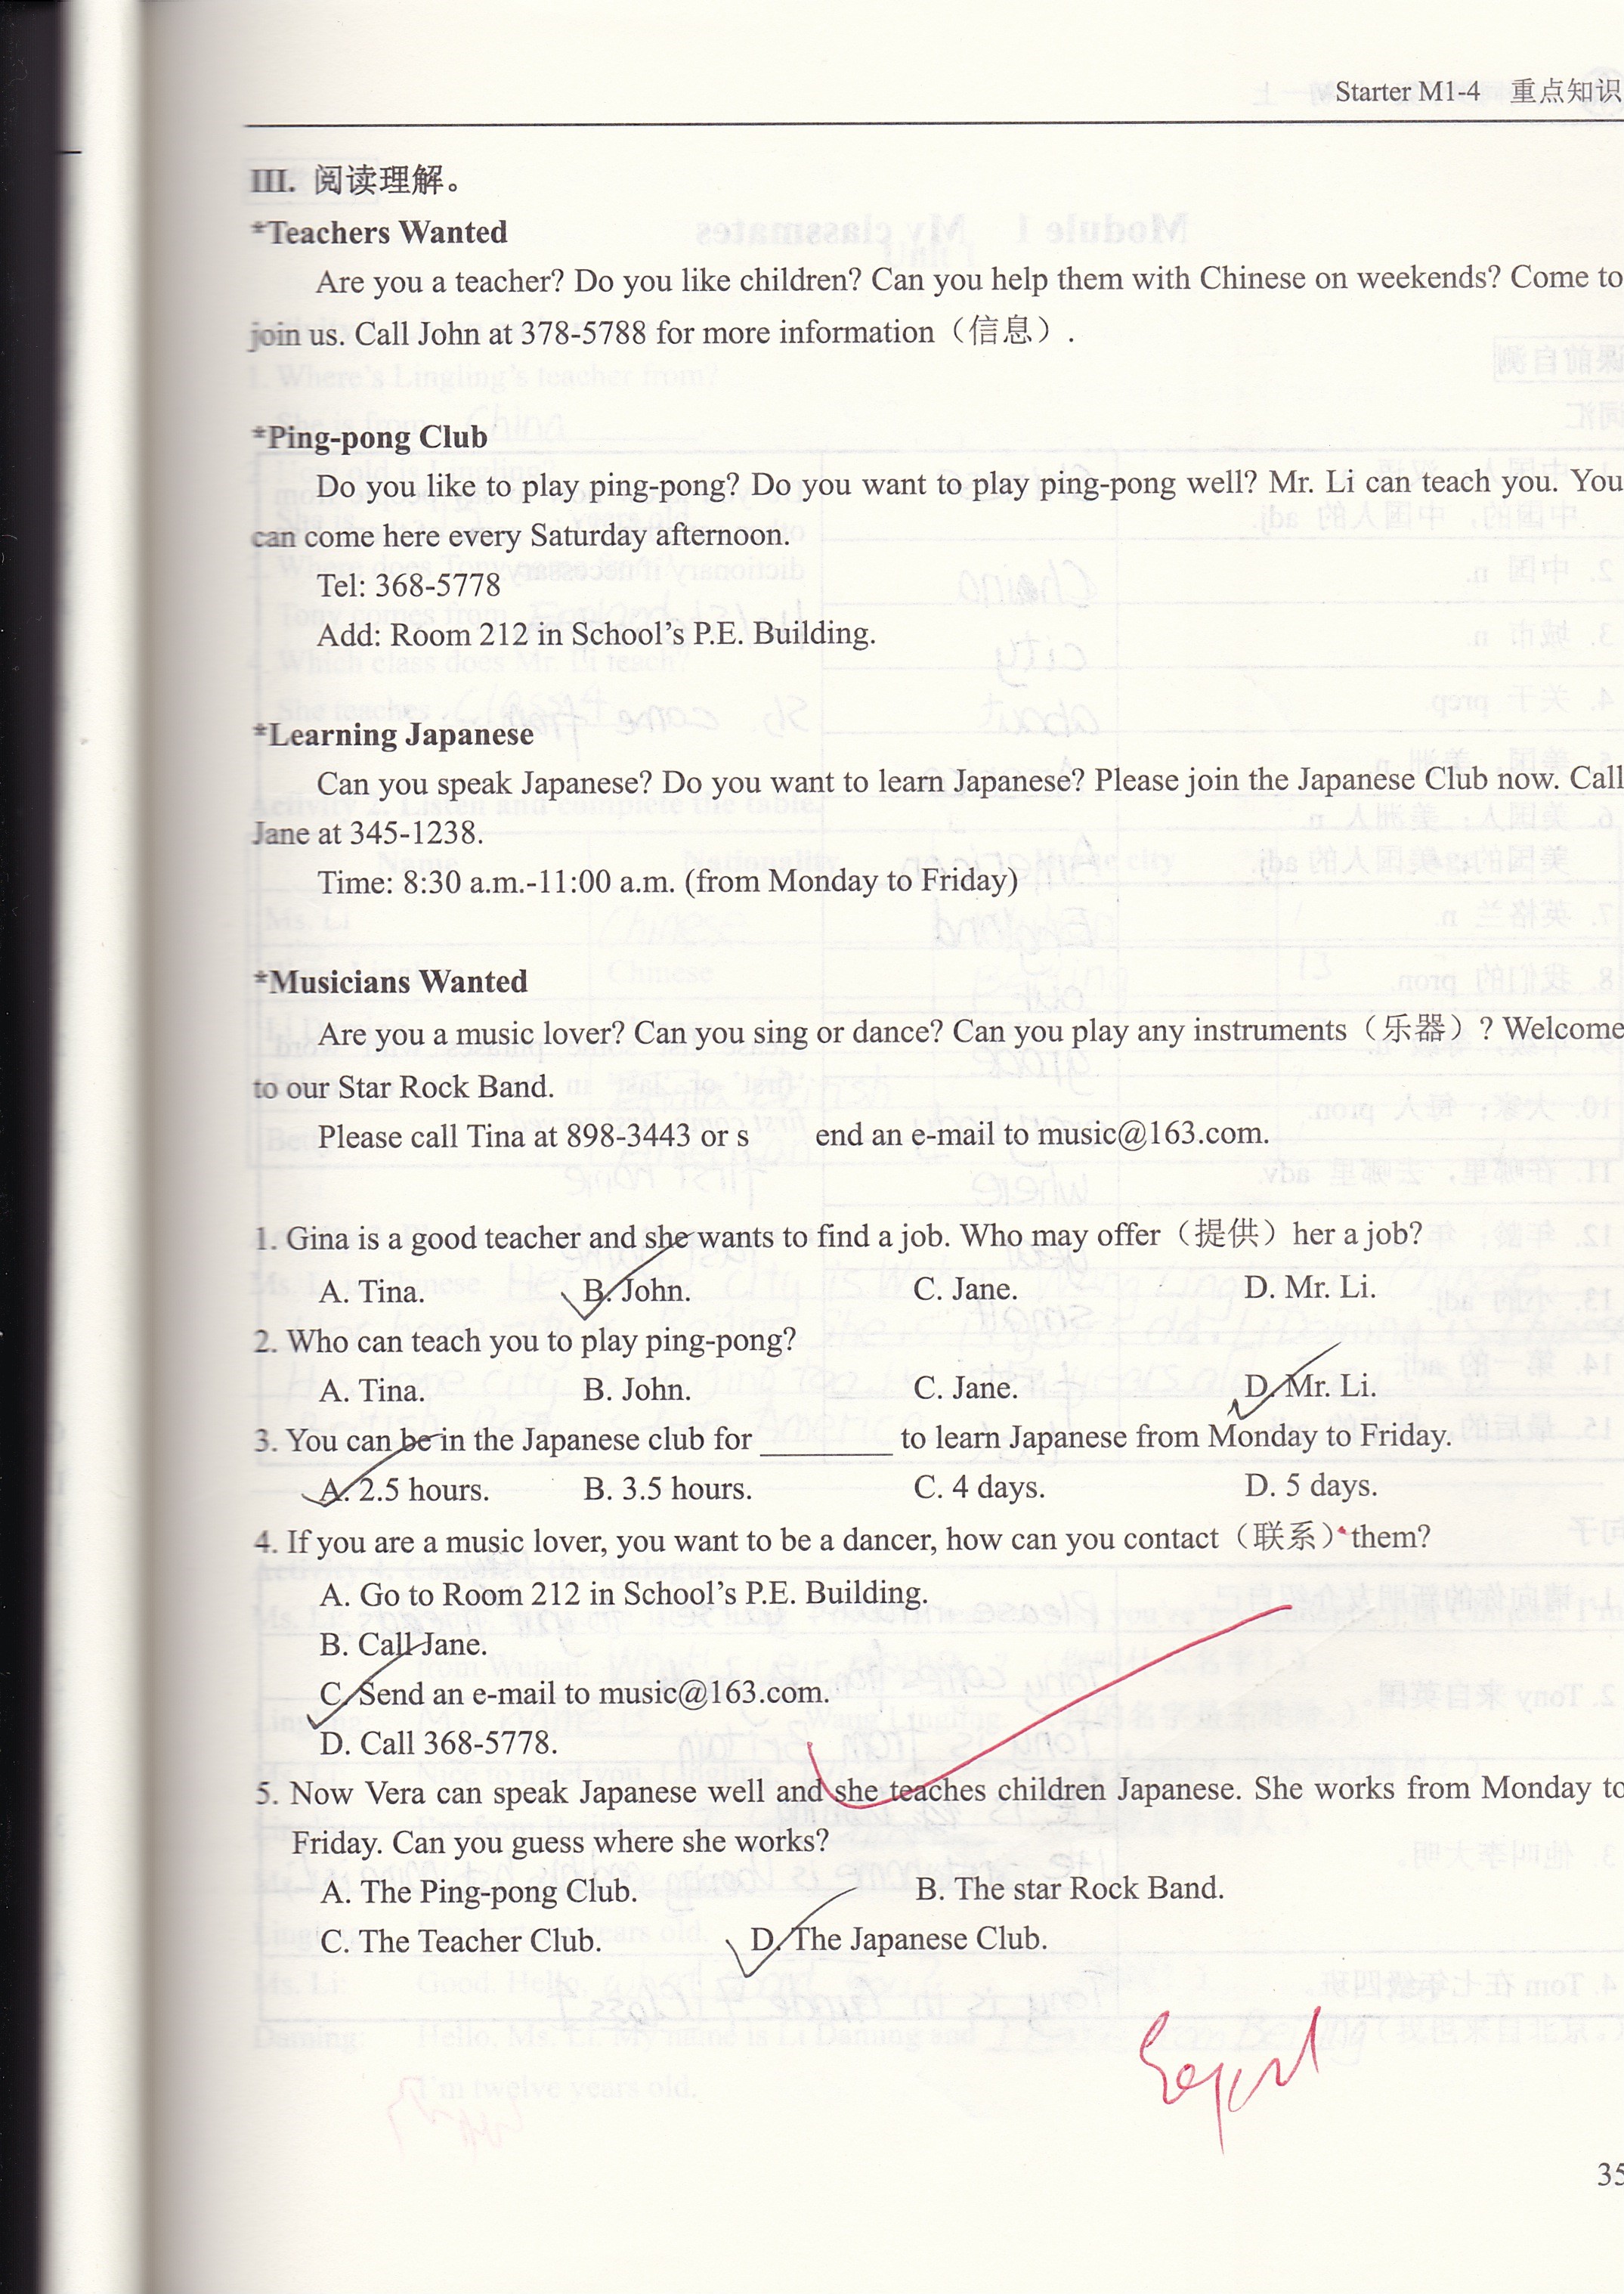 Starter M1-4 重点知识
III. 阅读理解。
*Teachers Wanted
Are you a teacher? Do you like children? Can you help them with Chinese on weekends? Come to
join us. Call John at 378-5788 for more information（信息）.
*Ping-pong Club
Do you like to play ping-pong? Do you want to play ping-pong well? Mr. Li can teach you. You
can come here every Saturday afternoon.
Tel: 368-5778
Add: Room 212 in School's P.E. Building.
*Learning Japanese
Can you speak Japanese? Do you want to learn Japanese? Please join the Japanese Club now. Call
Jane at 345-1238.
Time: 8:30 a.m.-11:00 a.m. (from Monday to Friday)
*Musicians Wanted
Are you a music lover? Can you sing or dance? Can you play any instruments（乐器）? Welcome
to our Star Rock Band.
Please call Tina at 898-3443 or s end an e-mail to music@163.com.
1. Gina is a good teacher and she wants to find a job. Who may offer（提供）her a job?
A. Tina. B. John. C. Jane. D. Mr. Li.
2. Who can teach you to play ping-pong?
A. Tina. B. John. C. Jane. D. Mr. Li.
3. You can be in the Japanese club for ________ to learn Japanese from Monday to Friday.
A. 2.5 hours. B. 3.5 hours. C. 4 days. D. 5 days.
4. If you are a music lover, you want to be a dancer, how can you contact（联系）them?
A. Go to Room 212 in School's P.E. Building.
B. Call Jane.
C. Send an e-mail to music@163.com.
D. Call 368-5778.
5. Now Vera can speak Japanese well and she teaches children Japanese. She works from Monday to
Friday. Can you guess where she works?
A. The Ping-pong Club. B. The star Rock Band.
C. The Teacher Club. D. The Japanese Club.
35